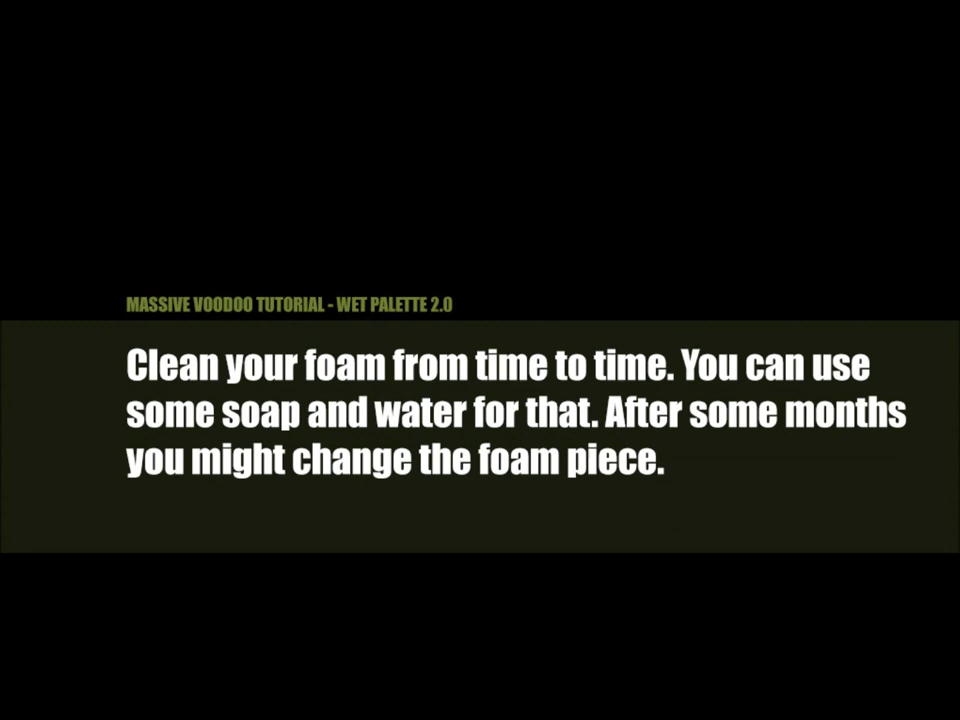 MASSIVE VOODOO TUTORIAL - WET PALETTE 2.0
Clean your foam from time to time. You can use
some soap and water for that. After some months
you might change the foam piece.